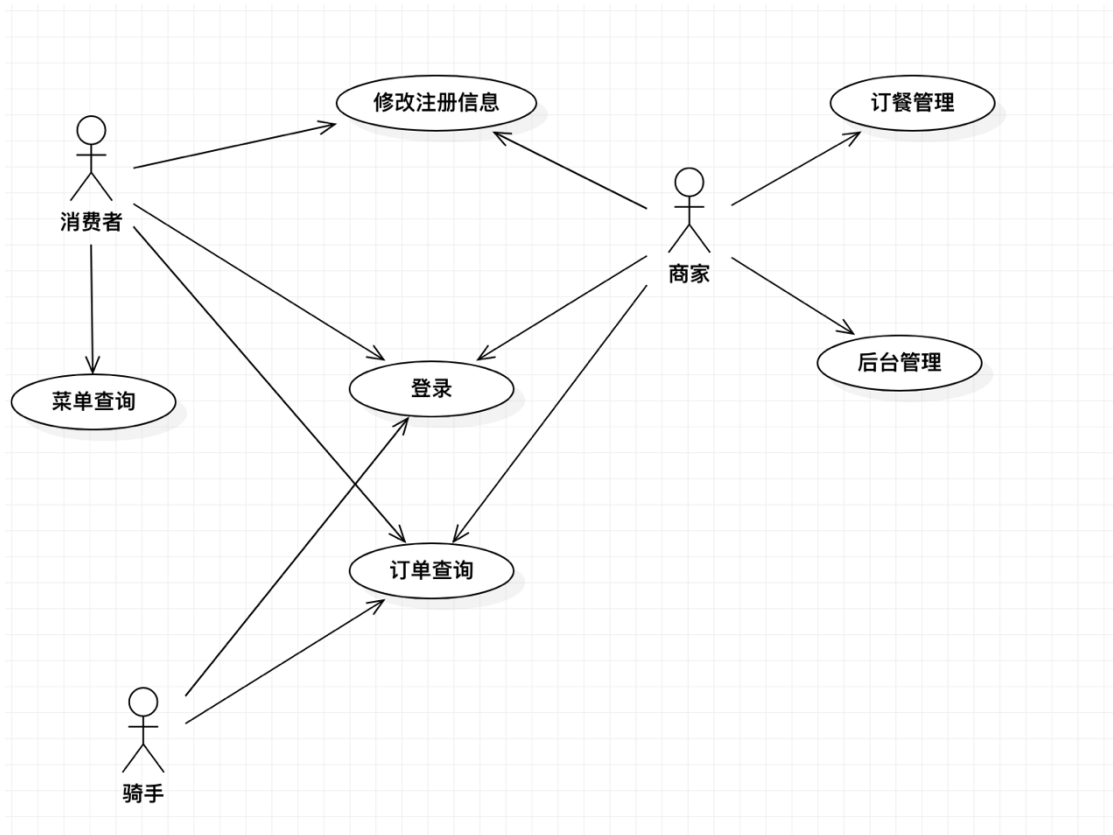 修改注册信息
订餐管理
消费者
商家
后台管理
登录
菜单查询
订单查询
骑手